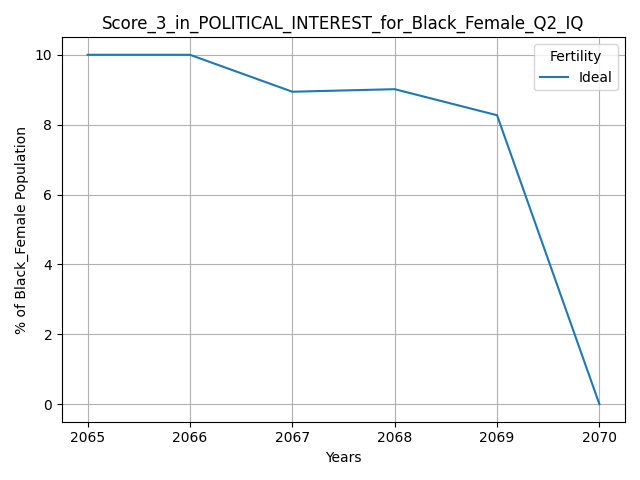 Score_3_in_POLITICAL_INTEREST_for_Black_Female_Q2_IQ
Fertility
Ideal
% of Black_Female Population
10
8
6
4
2
0
2065 2066 2067 2068 2069 2070
Years